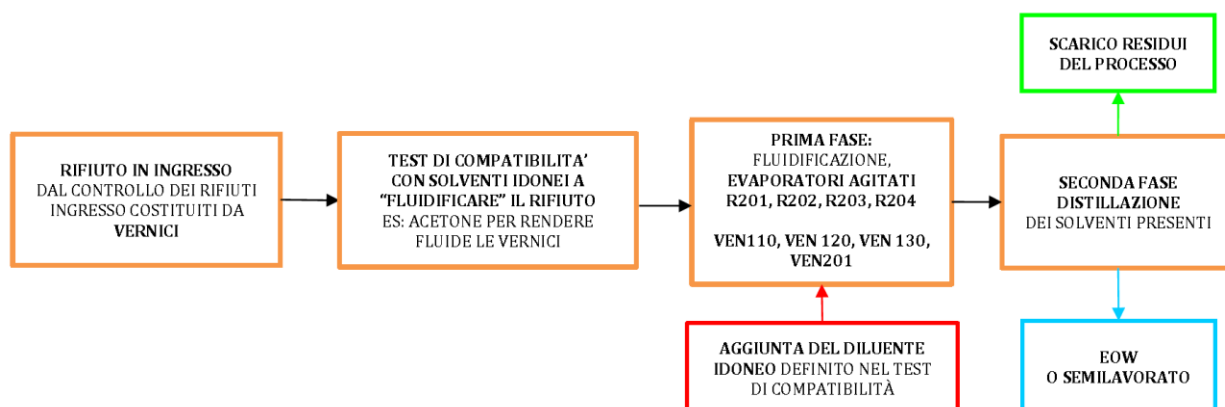 RIFIUTO IN INGRESSO
DAL CONTROLLO DEI RIFIUTI
INGRESSO COSTITUITI DA
VERNICI
TEST DI COMPATIBILITA'
CON SOLVENTI IDONEI A
"FLUIDIFICARE" IL RIFIUTO
ES: ACETONE PER RENDERE
FLUIDE LE VERNICI
PRIMA FASE:
FLUIDIFICAZIONE,
EVAPORATORI AGITATI
R201, R202, R203, R204
VEN110, VEN 120, VEN 130,
VEN201
AGGIUNTA DEL DILUENTE
IDONEO DEFINITO NEL TEST
DI COMPATIBILITÀ
SCARICO RESIDUI
DEL PROCESSO
SECONDA FASE
DISTILLAZIONE
DEI SOLVENTI PRESENTI
EOW
O SEMILAVORATO